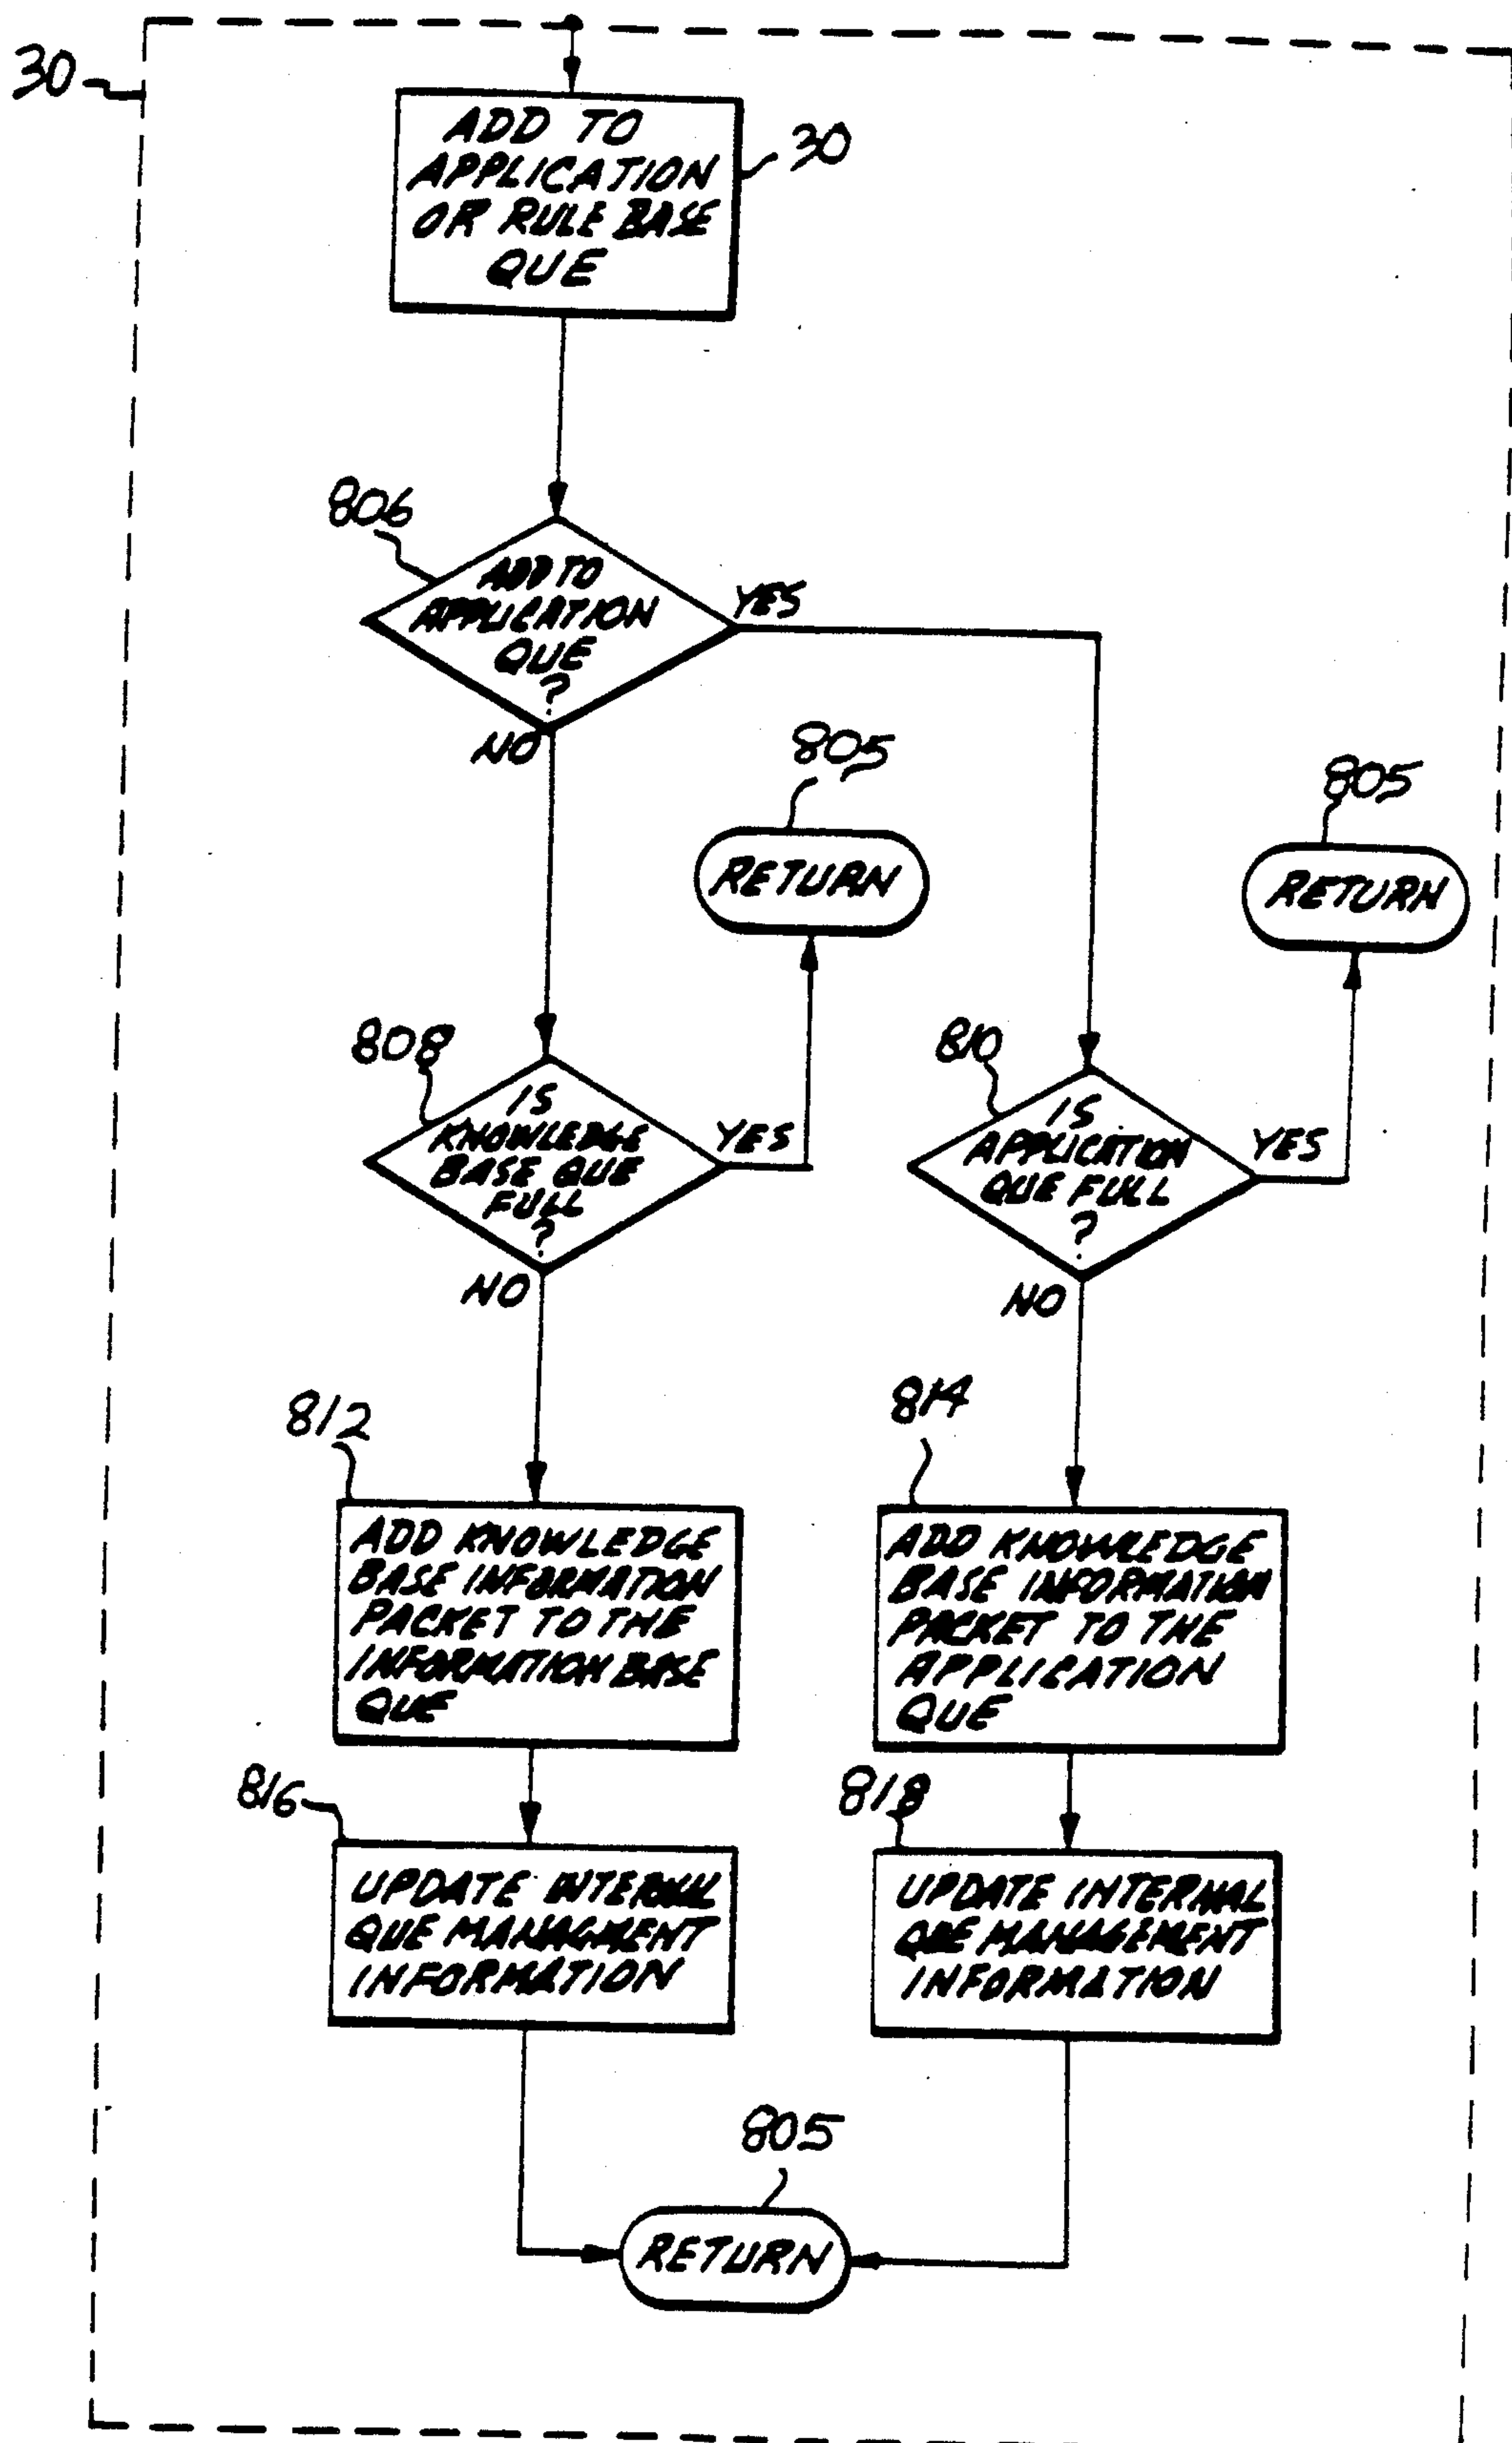 30
ADD TO
APPLICATION
OR RULE BASE
QUE
30
806
ADD TO
APPLICATION
QUE
?
YES
NO
805
RETURN
805
RETURN
808
IS
KNOWLEDGE
BASE QUE
FULL
?
YES
NO
810
IS
APPLICATION
QUE FULL
?
YES
NO
812
ADD KNOWLEDGE
BASE INFORMATION
PACKET TO THE
INFORMATION BASE
QUE
814
ADD KNOWLEDGE
BASE INFORMATION
PACKET TO THE
APPLICATION
QUE
816
UPDATE INTERNAL
QUE MANAGMENT
INFORMATION
818
UPDATE INTERNAL
QUE MANAGEMENT
INFORMATION
805
RETURN